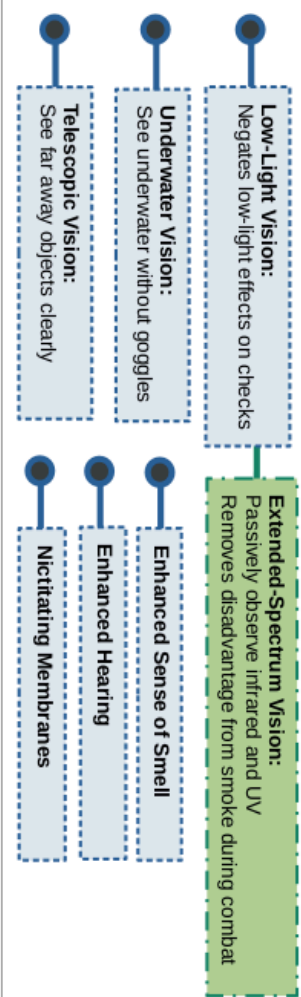 Low-Light Vision:
Negates low-light effects on checks
Extended-Spectrum Vision:
Passively observe infrared and UV
Removes disadvantage from smoke during combat
Underwater Vision:
See underwater without goggles
Enhanced Sense of Smell
Enhanced Hearing
Telescopic Vision:
See far away objects clearly
Nictitating Membranes